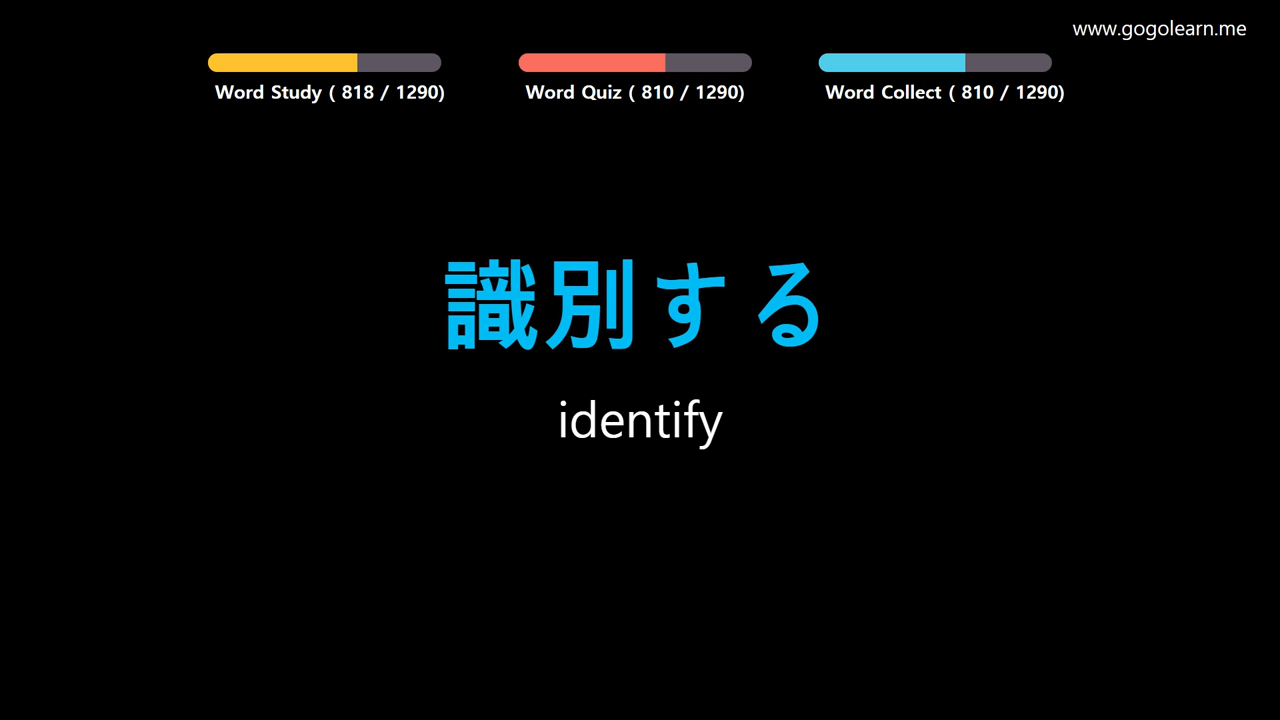 www.gogolearn.me
Word Study ( 818 / 1290)
Word Quiz ( 810 / 1290)
Word Collect ( 810 / 1290)
識別する
identify